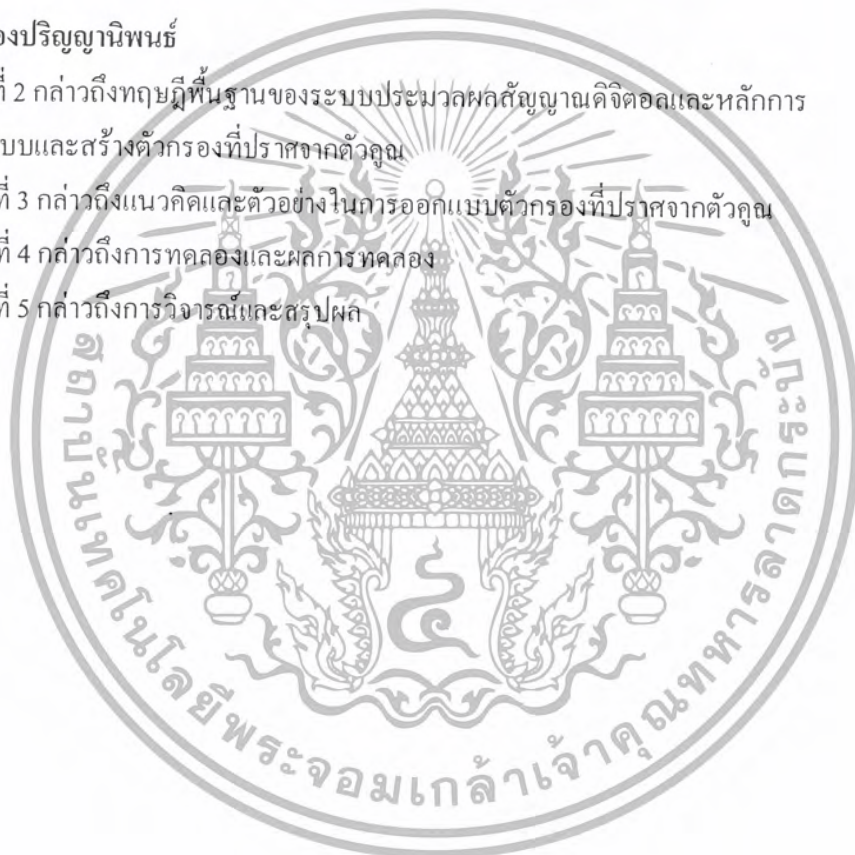 องปริญญานิพนธ์
ที่ 2 กล่าวถึงทฤษฎีพื้นฐานของระบบประมวลผลสัญญาณดิจิตอลและหลักการ
บบและสร้างตัวกรองที่ปราศจากตัวคูณ
ที่ 3 กล่าวถึงแนวคิดและตัวอย่างในการออกแบบตัวกรองที่ปราศจากตัวคูณ
ที่ 4 กล่าวถึงการทดลองและผลการทดลอง
ที่ 5 กล่าวถึงการวิจารณ์และสรุปผล
สถาบันเทคโนโลยีพระจอมเกล้าเจ้าคุณทหารลาดกระบัง
๔